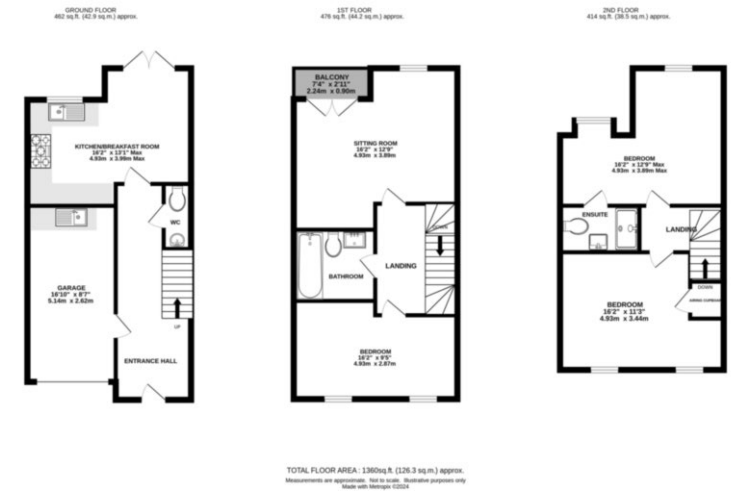 GROUND FLOOR
462 sq.ft. (42.9 sq.m.) approx.
KITCHEN/BREAKFAST ROOM
16'2" x 13'1" Max
4.93m x 3.99m Max
WC
GARAGE
16'10" x 8'7"
5.14m x 2.62m
UP
ENTRANCE HALL
1ST FLOOR
476 sq.ft. (44.2 sq.m.) approx.
BALCONY
7'4" x 2'11"
2.24m x 0.90m
SITTING ROOM
16'2" x 12'9"
4.93m x 3.89m
DOWN
BATHROOM
LANDING
BEDROOM
16'2" x 9'5"
4.93m x 2.87m
2ND FLOOR
414 sq.ft. (38.5 sq.m.) approx.
BEDROOM
16'2" x 12'9" Max
4.93m x 3.89m Max
ENSUITE
LANDING
DOWN
BEDROOM
16'2" x 11'3"
4.93m x 3.44m
AIRING CUPBOARD
TOTAL FLOOR AREA : 1360sq.ft. (126.3 sq.m.) approx.
Measurements are approximate. Not to scale. Illustrative purposes only
Made with Metropix ©2024